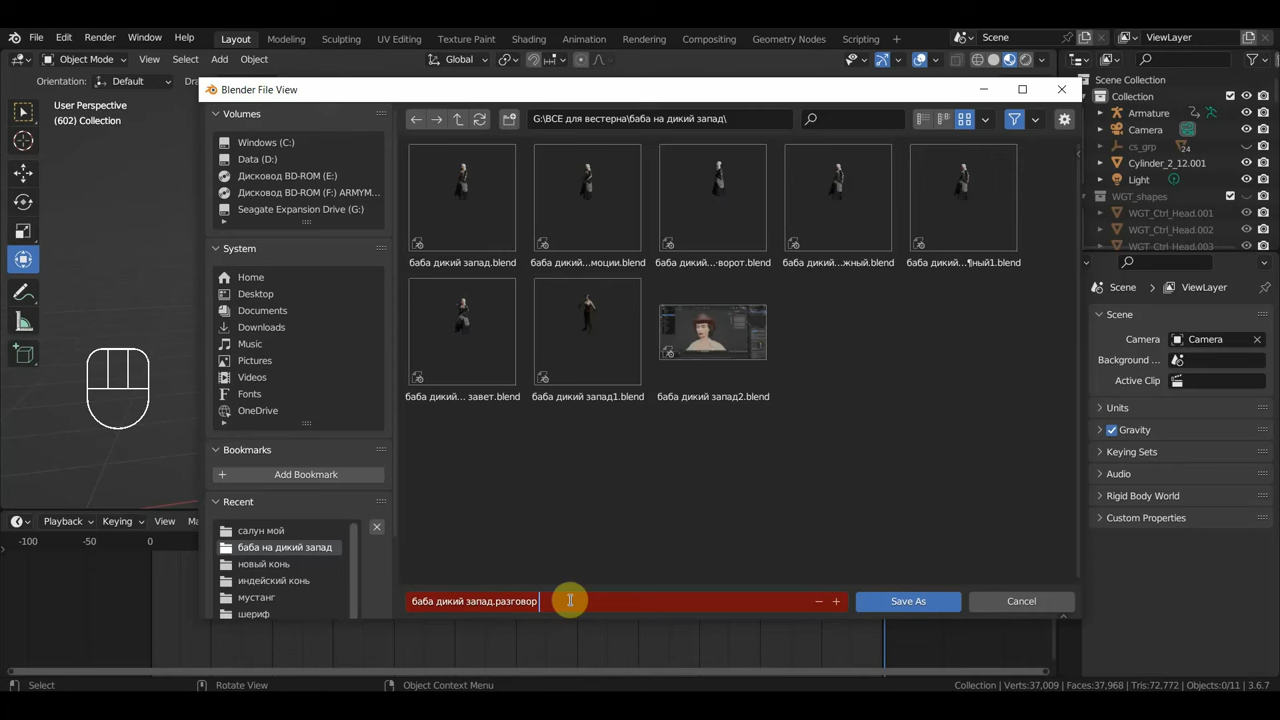 File Edit Render Window Help Layout Modeling Sculpting UV Editing Texture Paint Shading Animation Rendering Compositing Geometry Nodes Scripting + Scene ViewLayer
Object Mode View Select Add Object Global
Orientation: Default
User Perspective
(602) Collection
Blender File View
Volumes
Windows (C:)
Data (D:)
Дисковод BD-ROM (E:)
Дисковод BD-ROM (F:) ARMYM...
Seagate Expansion Drive (G:)
System
Home
Desktop
Documents
Downloads
Music
Pictures
Videos
Fonts
OneDrive
Bookmarks
Add Bookmark
Recent
салун мой
баба на дикий запад
новый конь
индейский конь
мустанг
шериф
G:\ВСЕ для вестерна\баба на дикий запад\
баба дикий запад.blend
баба дикий...моции.blend
баба дикий...·ворот.blend
баба дикий...жный.blend
баба дикий...¶ный1.blend
баба дикий... завет.blend
баба дикий запад1.blend
баба дикий запад2.blend
баба дикий запад.разговор
Save As
Cancel
Scene Collection
Collection
Armature
Camera
cs_grp 24
Cylinder_2_12.001
Light
WGT_shapes
WGT_Ctrl_Head.001
WGT_Ctrl_Head.002
WGT_Ctrl_Head.003
Scene ViewLayer
Scene
Camera Camera
Background ...
Active Clip
Units
Gravity
Keying Sets
Audio
Rigid Body World
Custom Properties
Playback Keying View Ma
-100 -50 0
Select Rotate View Object Context Menu Collection | Verts:37,009 | Faces:37,968 | Tris:72,772 | Objects:0/11 | 3.6.7